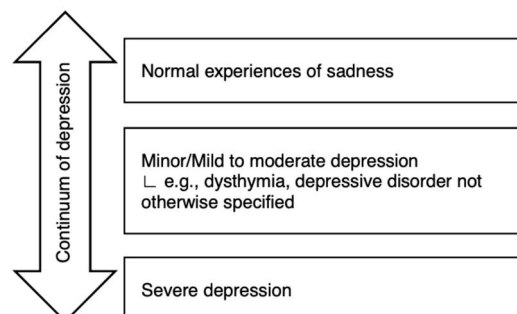 Continuum of depression
Normal experiences of sadness
Minor/Mild to moderate depression
∟ e.g., dysthymia, depressive disorder not
otherwise specified
Severe depression